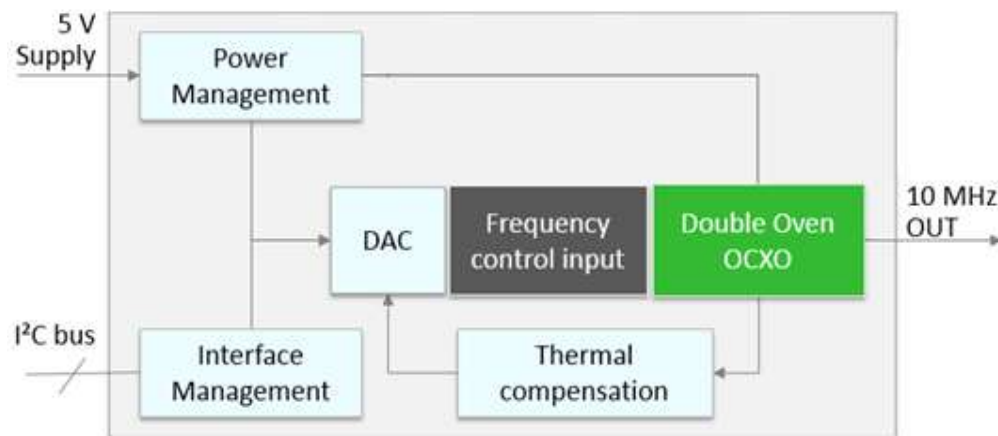 5 V
Supply
Power
Management
DAC
Frequency
control input
Double Oven
OCXO
10 MHz
OUT
I²C bus
Interface
Management
Thermal
compensation